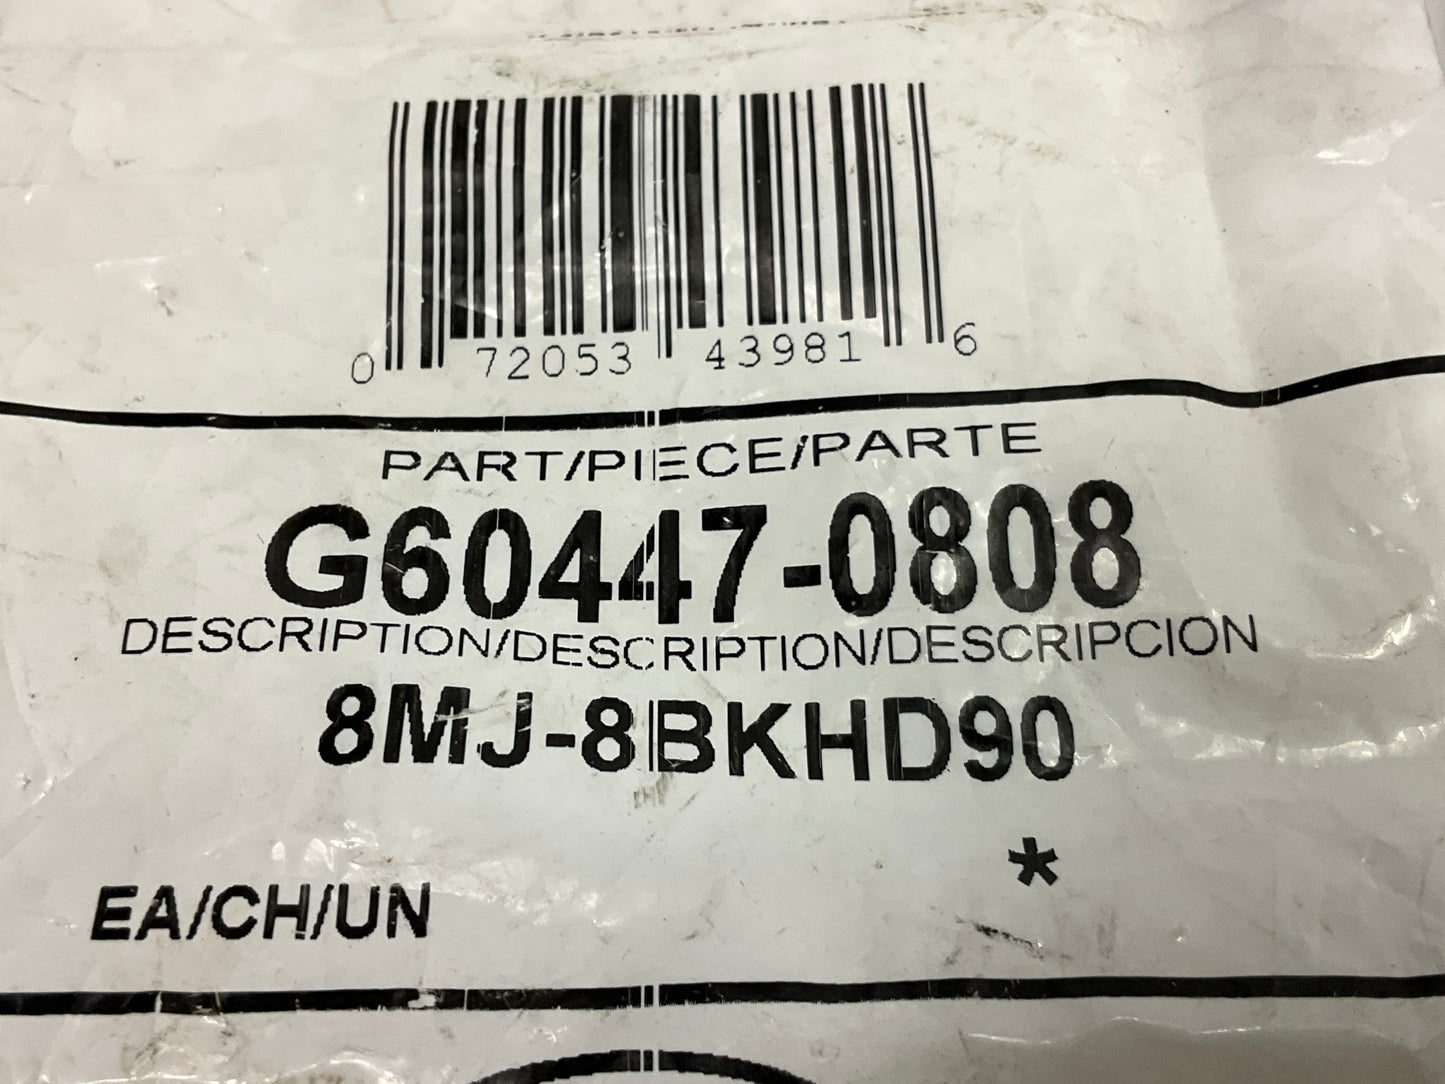 0 72053 43981 6
PART/PIECE/PARTE
G60447-0808
DESCRIPTION/DESCRIPTION/DESCRIPCION
8MJ-8BKHD90
*
EA/CH/UN